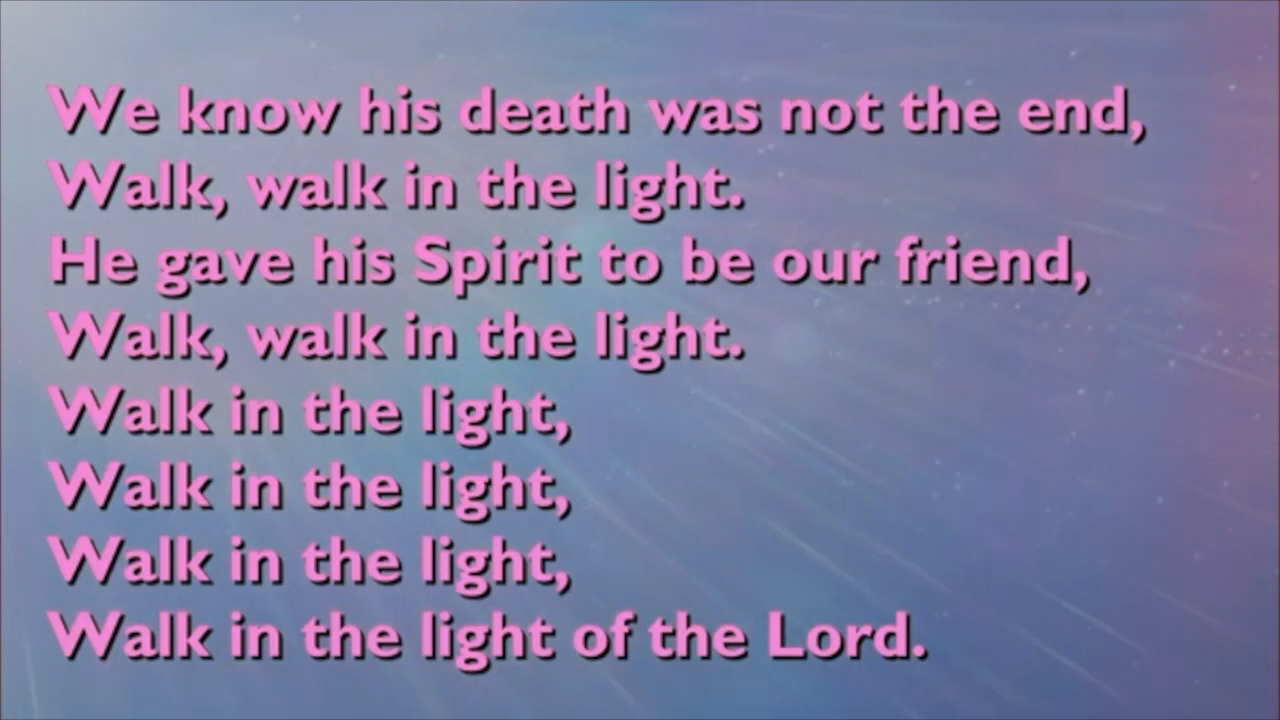 We know his death was not the end,
Walk, walk in the light.
He gave his Spirit to be our friend,
Walk, walk in the light.
Walk in the light,
Walk in the light,
Walk in the light,
Walk in the light of the Lord.